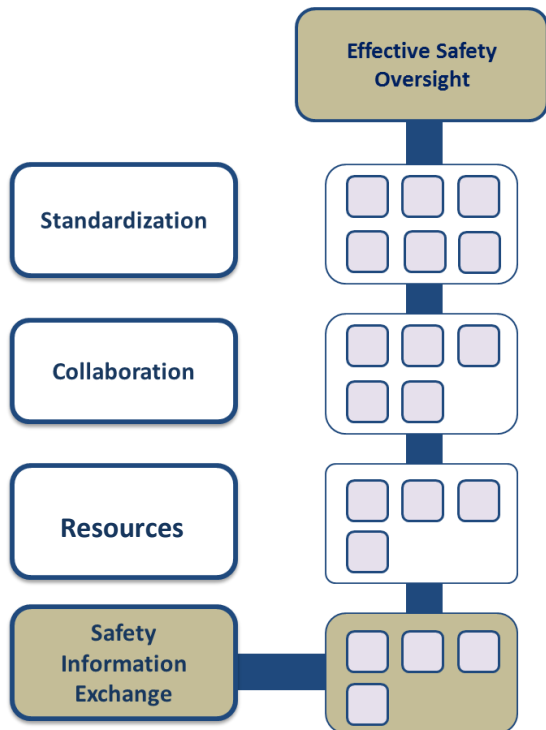 Effective Safety
Oversight
Standardization
Collaboration
Resources
Safety
Information
Exchange